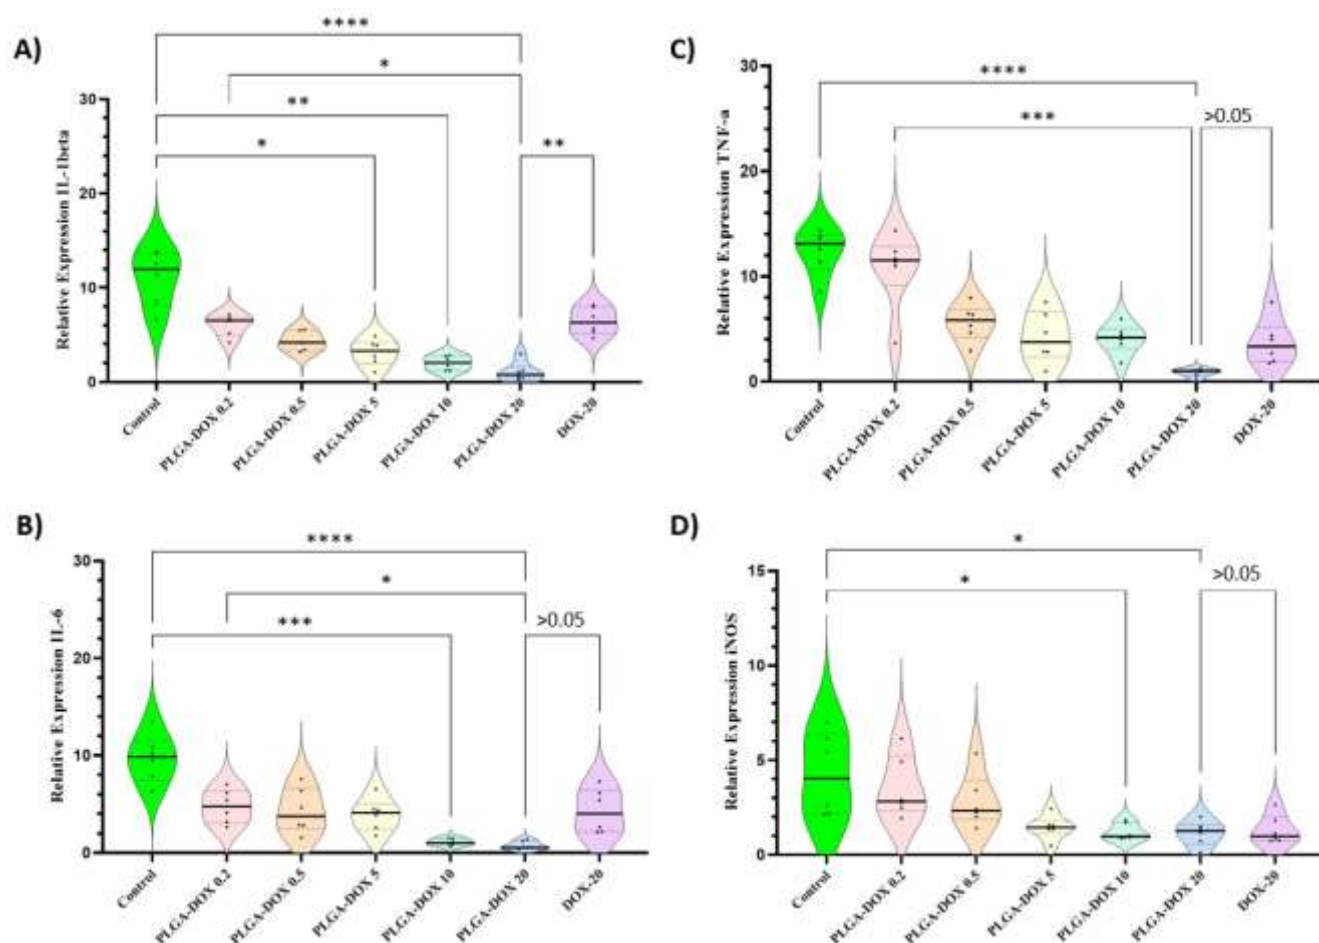 A)
****
*
**
*
**
Relative Expression IL-1beta
30
20
10
0
Control
PLGA-DOX 0.2
PLGA-DOX 0.5
PLGA-DOX 5
PLGA-DOX 10
PLGA-DOX 20
DOX-20
C)
****
***
>0.05
Relative Expression TNF-a
30
20
10
0
Control
PLGA-DOX 0.2
PLGA-DOX 0.5
PLGA-DOX 5
PLGA-DOX 10
PLGA-DOX 20
DOX-20
B)
****
*
***
>0.05
Relative Expression IL-6
30
20
10
0
Control
PLGA-DOX 0.2
PLGA-DOX 0.5
PLGA-DOX 5
PLGA-DOX 10
PLGA-DOX 20
DOX-20
D)
*
*
>0.05
Relative Expression iNOS
15
10
5
0
Control
PLGA-DOX 0.2
PLGA-DOX 0.5
PLGA-DOX 5
PLGA-DOX 10
PLGA-DOX 20
DOX-20